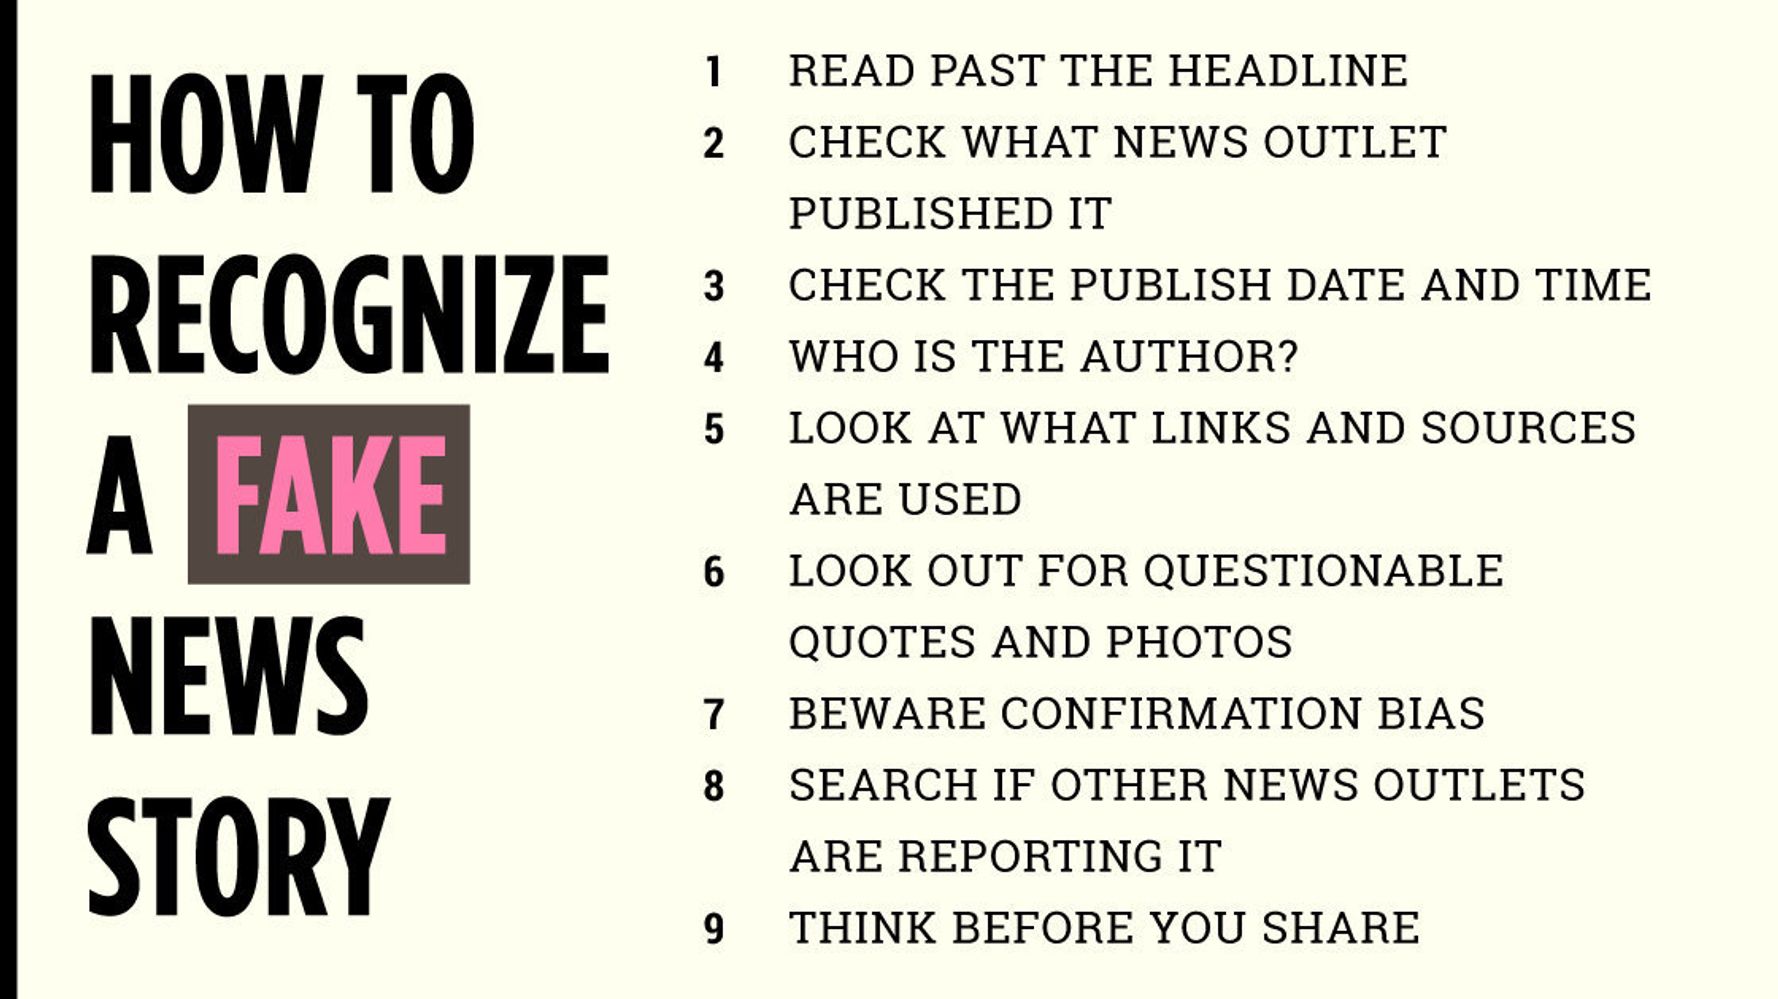 HOW TO
RECOGNIZE
A FAKE
NEWS
STORY
1 READ PAST THE HEADLINE
2 CHECK WHAT NEWS OUTLET
PUBLISHED IT
3 CHECK THE PUBLISH DATE AND TIME
4 WHO IS THE AUTHOR?
5 LOOK AT WHAT LINKS AND SOURCES
ARE USED
6 LOOK OUT FOR QUESTIONABLE
QUOTES AND PHOTOS
7 BEWARE CONFIRMATION BIAS
8 SEARCH IF OTHER NEWS OUTLETS
ARE REPORTING IT
9 THINK BEFORE YOU SHARE